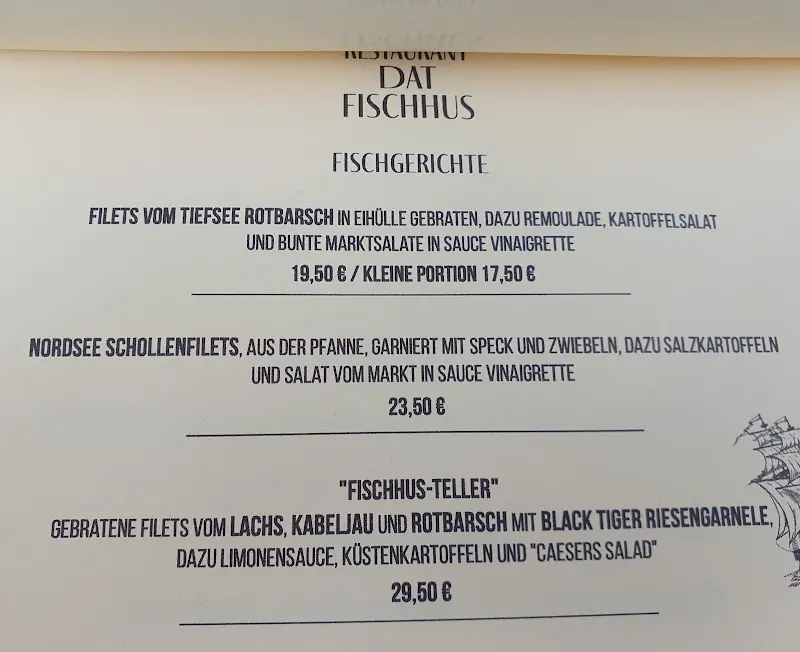 RESTAURANT
DAT
FISCHHUS
FISCHGERICHTE
FILETS VOM TIEFSEE ROTBARSCH IN EIHÜLLE GEBRATEN, DAZU REMOULADE, KARTOFFELSALAT
UND BUNTE MARKTSALATE IN SAUCE VINAIGRETTE
19,50 € / KLEINE PORTION 17,50 €
NORDSEE SCHOLLENFILETS, AUS DER PFANNE, GARNIERT MIT SPECK UND ZWIEBELN, DAZU SALZKARTOFFELN
UND SALAT VOM MARKT IN SAUCE VINAIGRETTE
23,50 €
"FISCHHUS-TELLER"
GEBRATENE FILETS VOM LACHS, KABELJAU UND ROTBARSCH MIT BLACK TIGER RIESENGARNELE,
DAZU LIMONENSAUCE, KÜSTENKARTOFFELN UND "CAESERS SALAD"
29,50 €